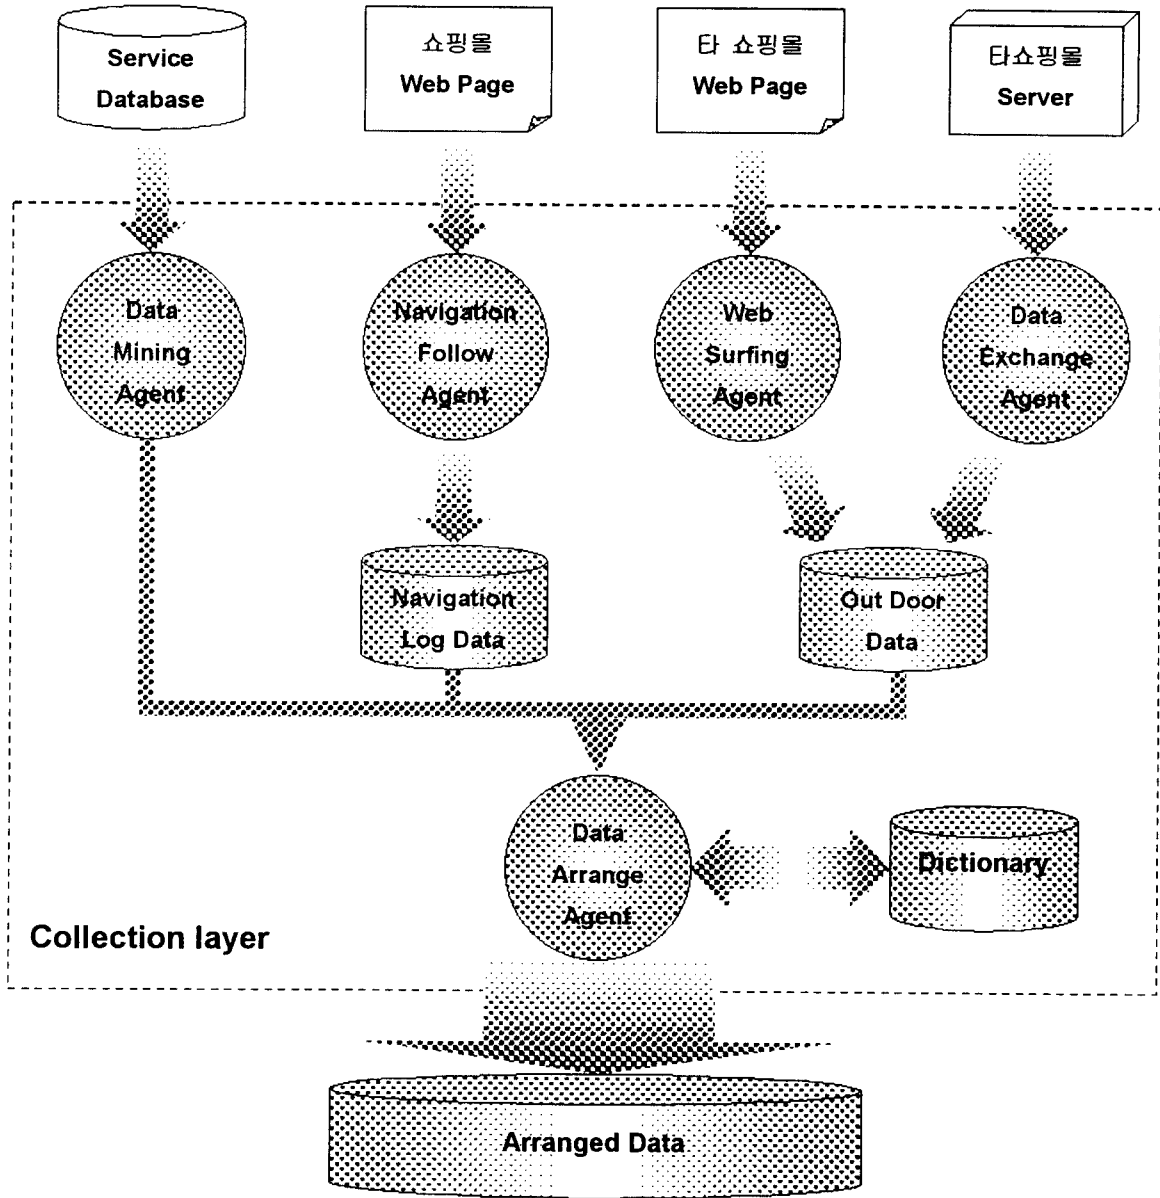 Service
Database
쇼핑몰
Web Page
타 쇼핑몰
Web Page
타쇼핑몰
Server
Data
Mining
Agent
Navigation
Follow
Agent
Web
Surfing
Agent
Data
Exchange
Agent
Navigation
Log Data
Out Door
Data
Data
Arrange
Agent
Dictionary
Collection layer
Arranged Data